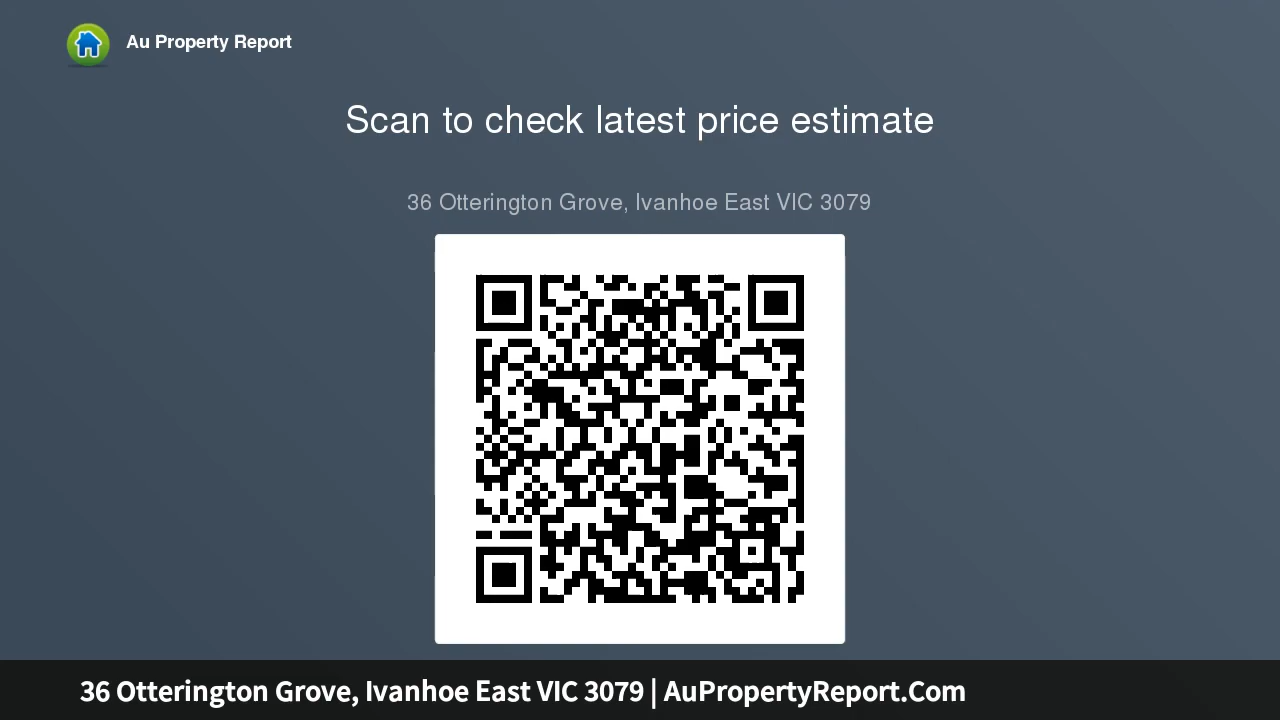 Au Property Report
Scan to check latest price estimate
36 Otterington Grove, Ivanhoe East VIC 3079
36 Otterington Grove, Ivanhoe East VIC 3079 | AuPropertyReport.Com